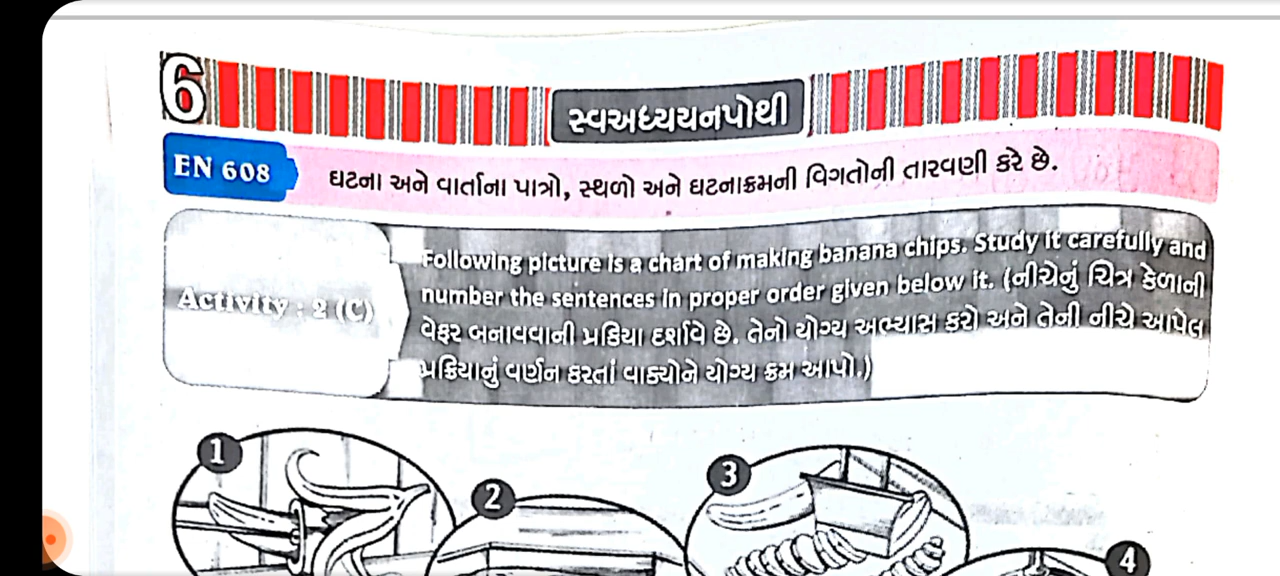 6
સ્વઅધ્યયનપોથી
EN 608
ઘટના અને વાર્તાના પાત્રો, સ્થળો અને ઘટનાક્રમની વિગતોની તારવણી કરે છે.
Activity : 2 (C)
Following picture is a chart of making banana chips. Study it carefully and
number the sentences in proper order given below it. (નીચેનું ચિત્ર કેળાની
વેફર બનાવવાની પ્રક્રિયા દર્શાવે છે. તેનો યોગ્ય અભ્યાસ કરો અને તેની નીચે આપેલ
પ્રક્રિયાનું વર્ણન કરતાં વાક્યોને યોગ્ય ક્રમ આપો.)
1
2
3
4